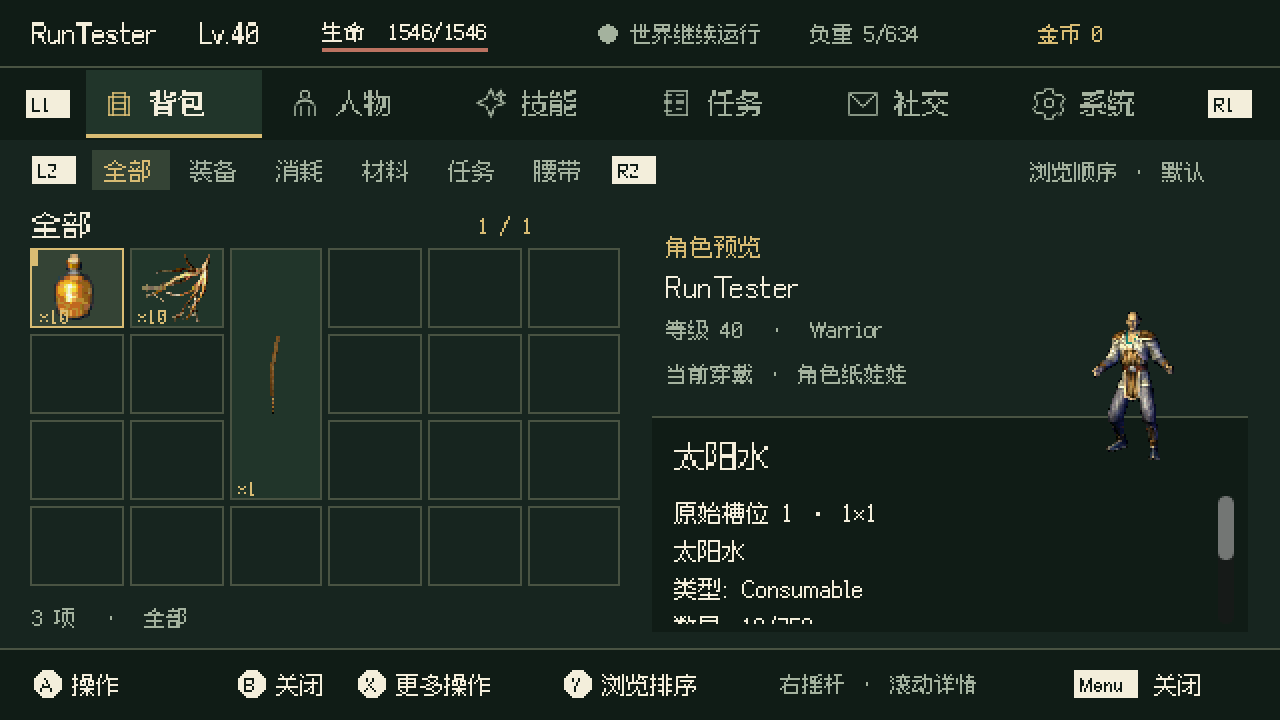 RunTester Lv.40 生命 1546/1546 世界继续运行 负重 5/634 金币 0
L1 背包 人物 技能 任务 社交 系统 R1
L2 全部 装备 消耗 材料 任务 腰带 R2 浏览顺序 · 默认
全部 1 / 1
×10 ×10
×1
3 项 · 全部
角色预览
RunTester
等级 40 · Warrior
当前穿戴 · 角色纸娃娃
太阳水
原始槽位 1 · 1×1
太阳水
类型: Consumable
数量: 10/750
A 操作 B 关闭 X 更多操作 Y 浏览排序 右摇杆 · 滚动详情 Menu 关闭